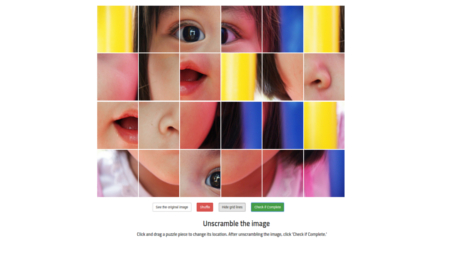 See the original image Shuffle Hide grid lines Check if Complete
Unscramble the image
Click and drag a puzzle piece to change its location. After unscrambling the image, click 'Check if Complete.'